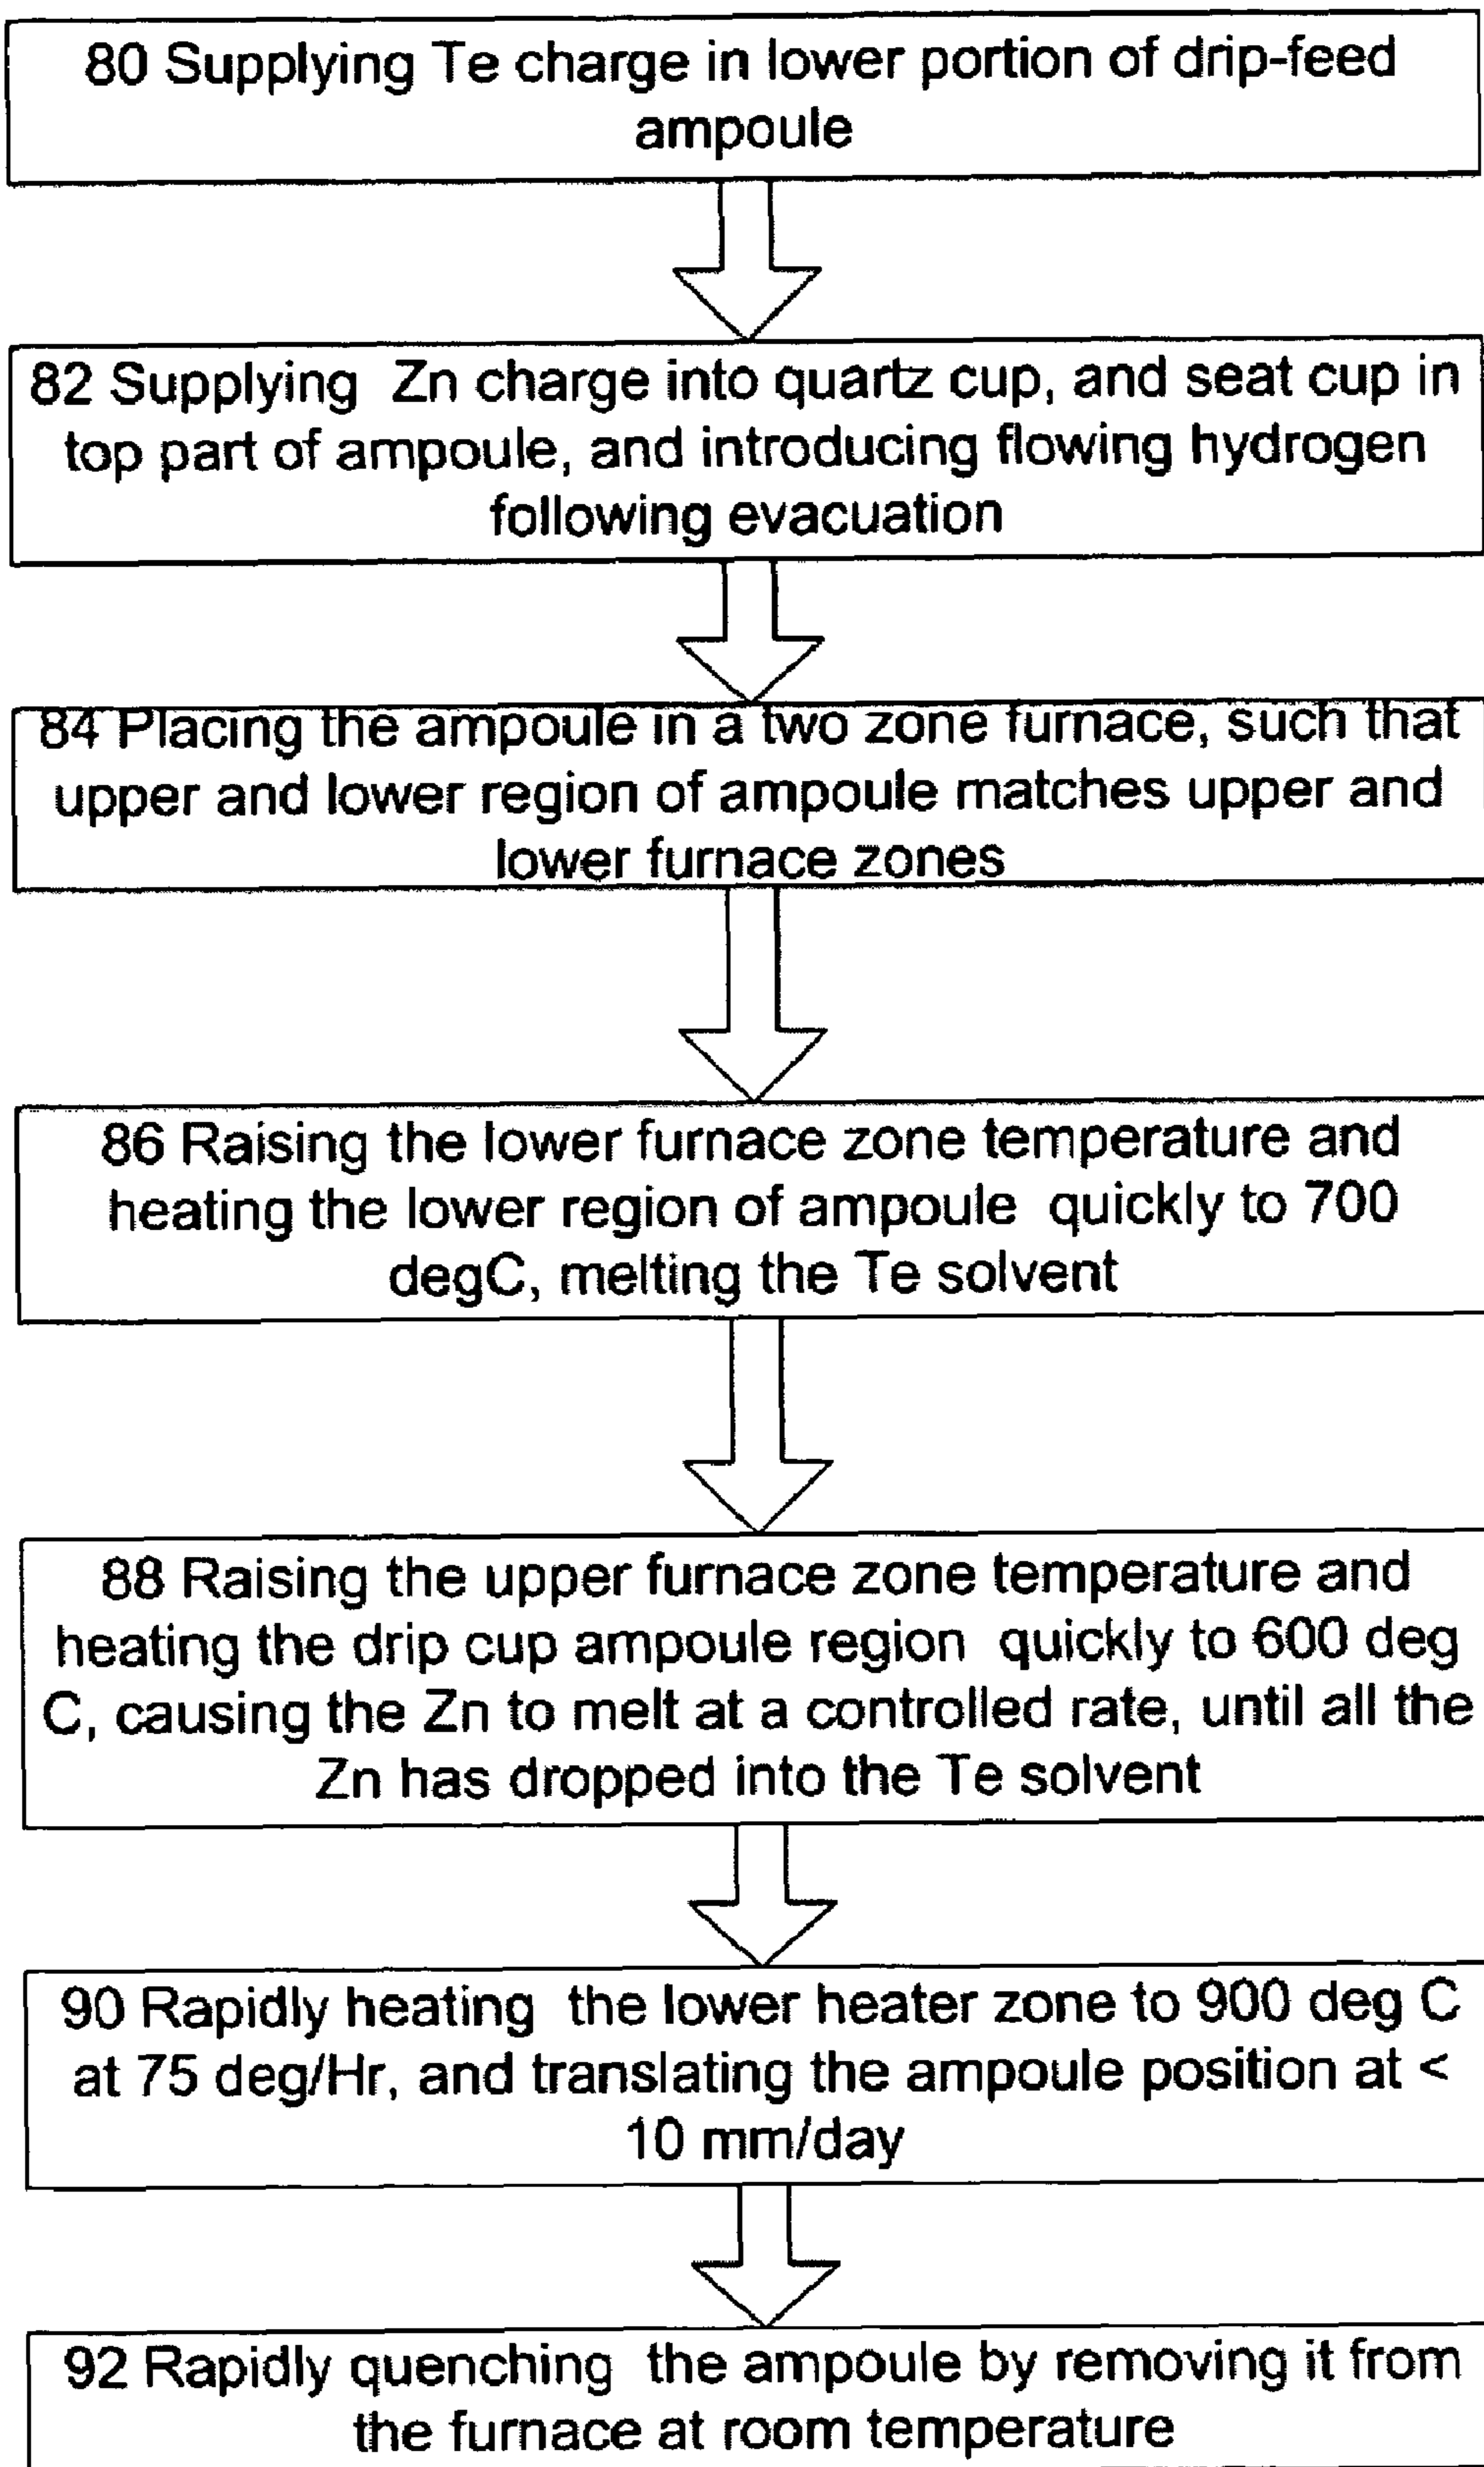 80 Supplying Te charge in lower portion of drip-feed
ampoule
82 Supplying Zn charge into quartz cup, and seat cup in
top part of ampoule, and introducing flowing hydrogen
following evacuation
84 Placing the ampoule in a two zone furnace, such that
upper and lower region of ampoule matches upper and
lower furnace zones
86 Raising the lower furnace zone temperature and
heating the lower region of ampoule quickly to 700
degC, melting the Te solvent
88 Raising the upper furnace zone temperature and
heating the drip cup ampoule region quickly to 600 deg
C, causing the Zn to melt at a controlled rate, until all the
Zn has dropped into the Te solvent
90 Rapidly heating the lower heater zone to 900 deg C
at 75 deg/Hr, and translating the ampoule position at <
10 mm/day
92 Rapidly quenching the ampoule by removing it from
the furnace at room temperature